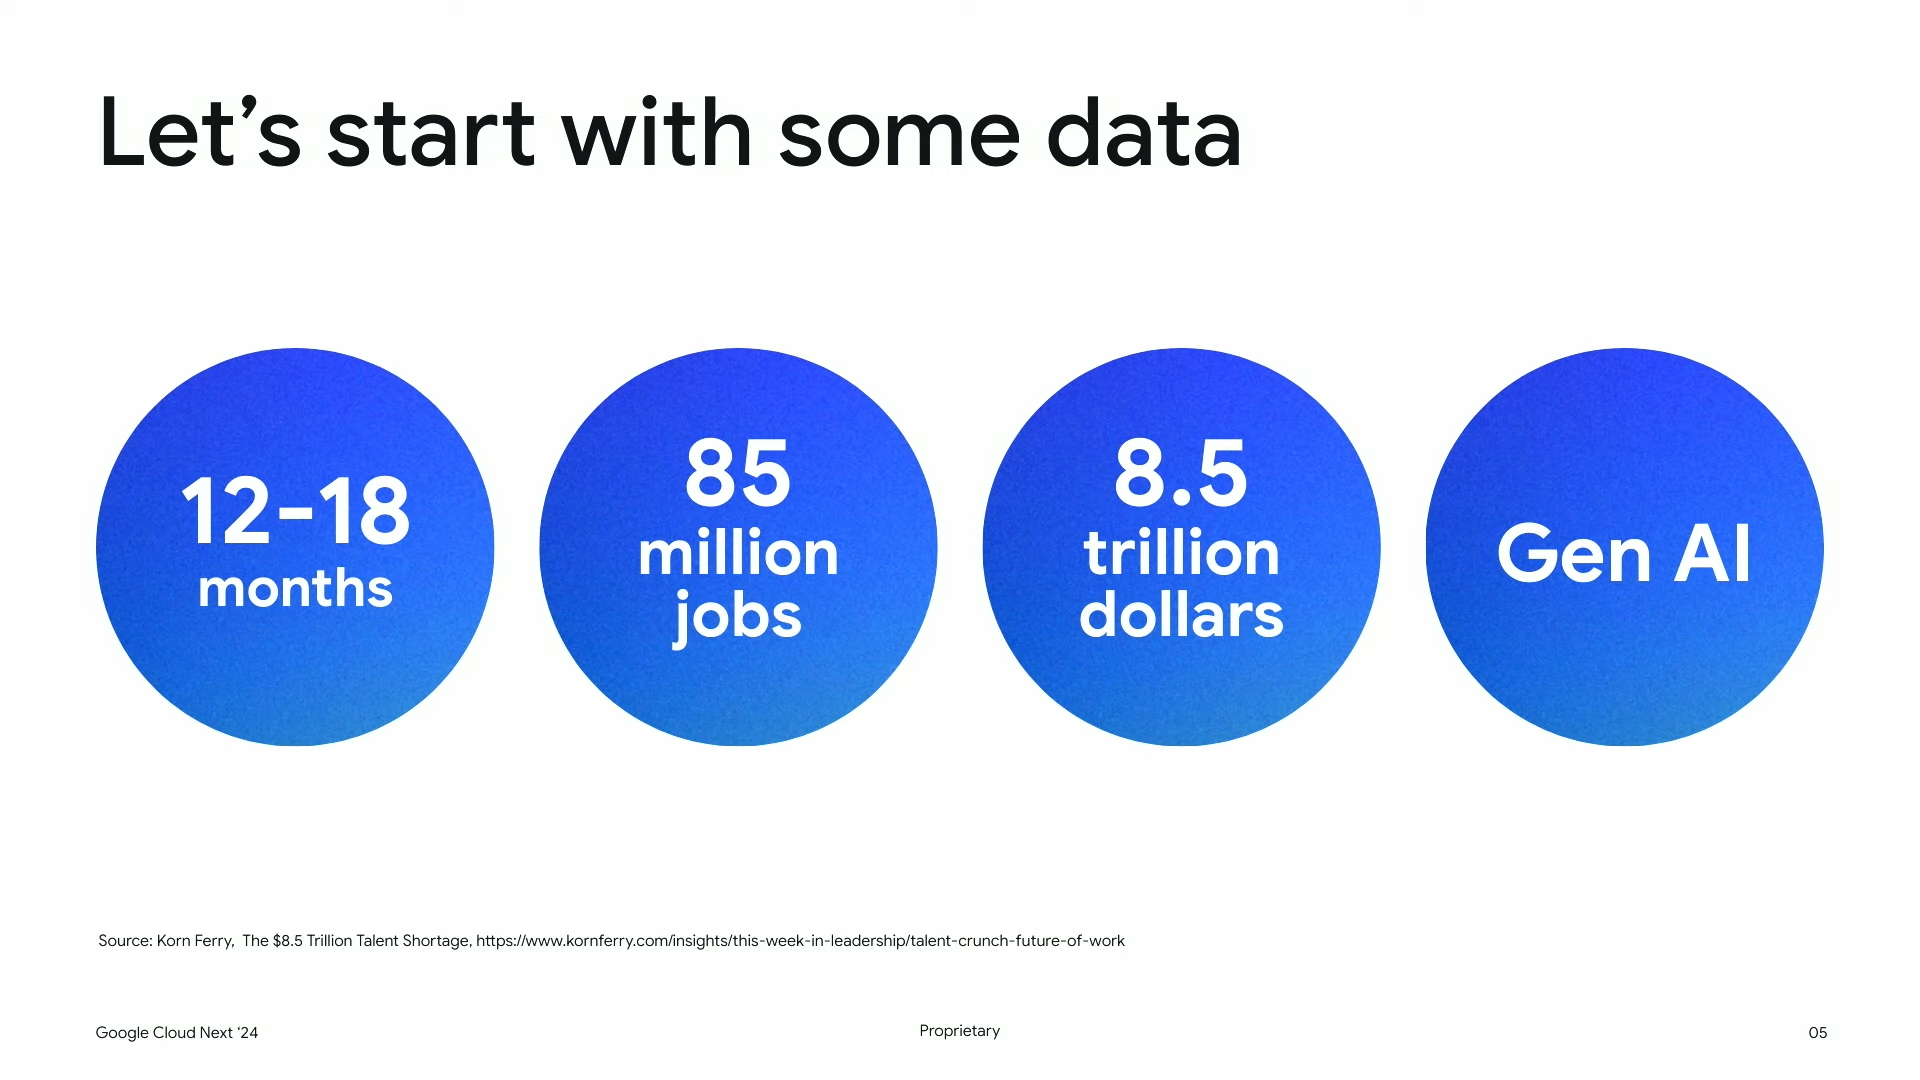 Let’s start with some data
12-18
months
85
million
jobs
8.5
trillion
dollars
Gen AI
Source: Korn Ferry,  The $8.5 Trillion Talent Shortage, https://www.kornferry.com/insights/this-week-in-leadership/talent-crunch-future-of-work
Google Cloud Next ‘24
Proprietary
05